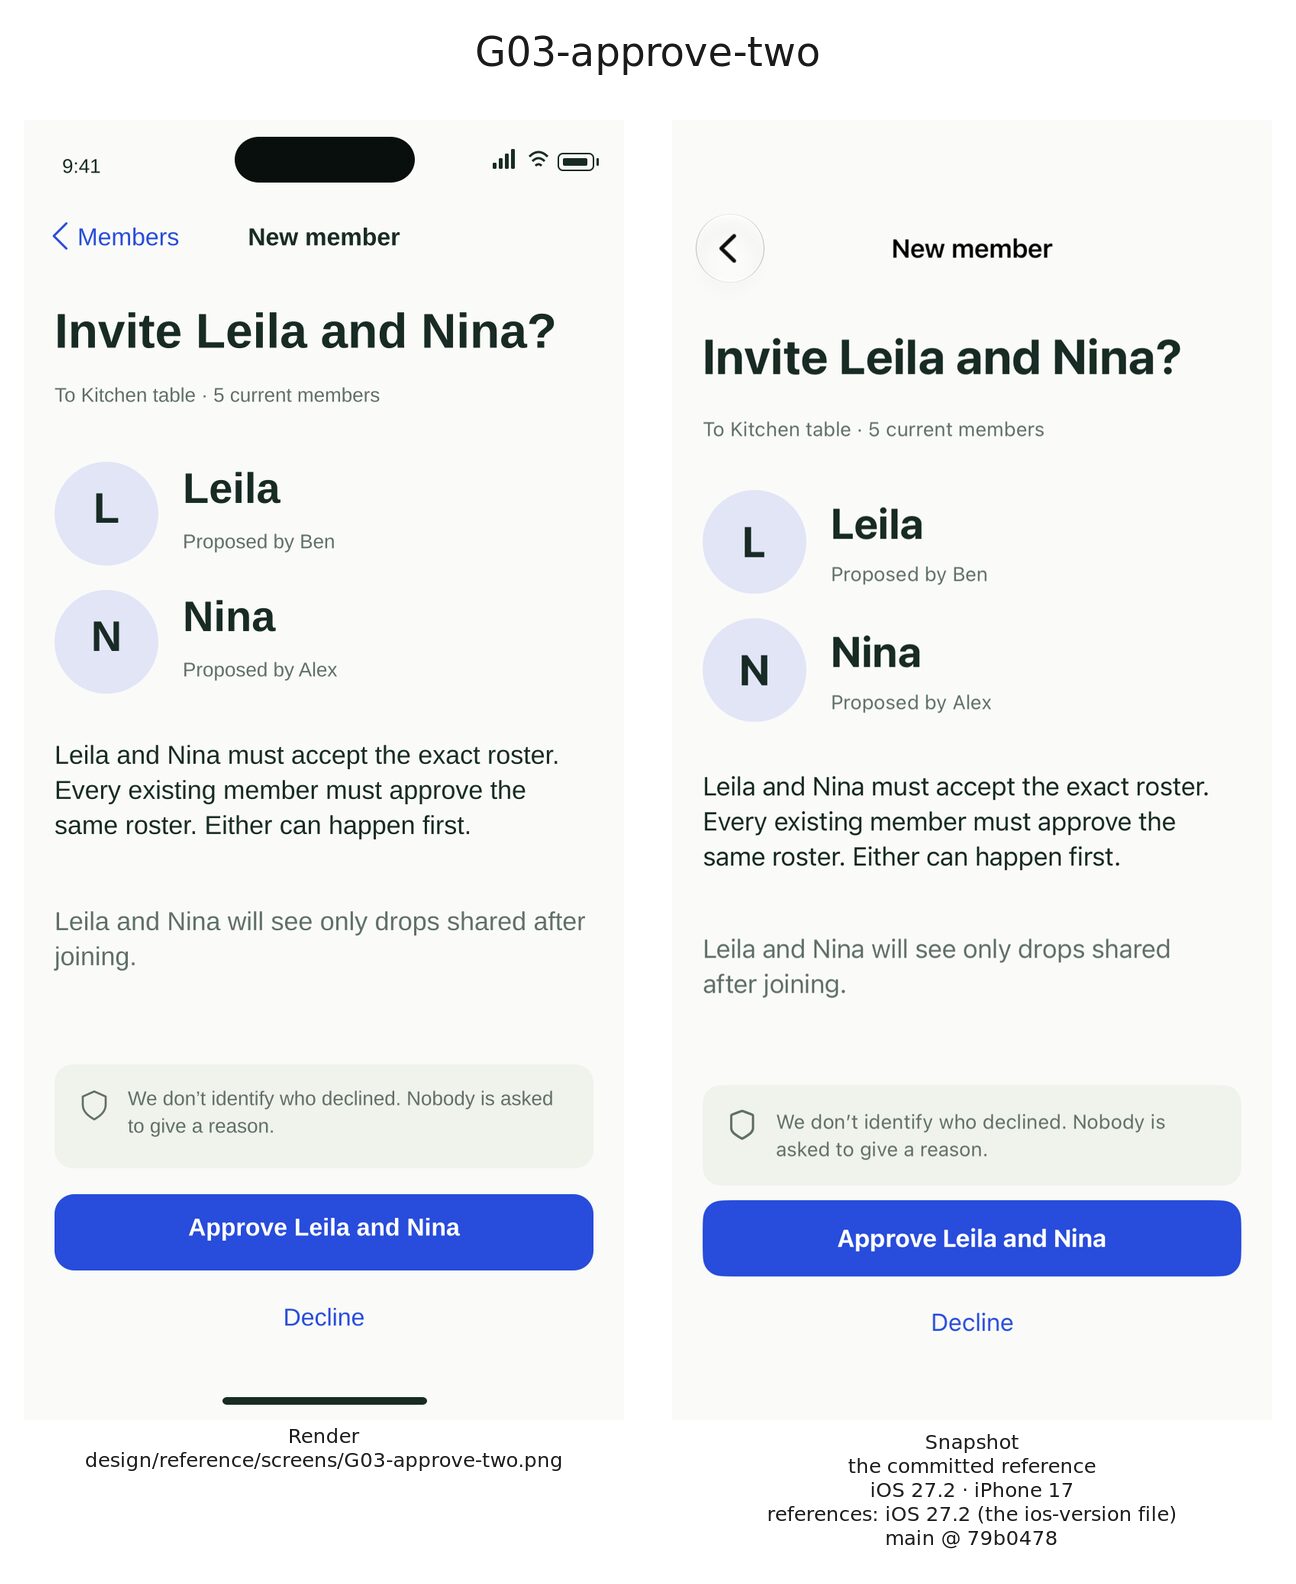 G03-approve-two
9:41
Members
New member
Invite Leila and Nina?
To Kitchen table · 5 current members
L
Leila
Proposed by Ben
N
Nina
Proposed by Alex
Leila and Nina must accept the exact roster.
Every existing member must approve the
same roster. Either can happen first.
Leila and Nina will see only drops shared after
joining.
We don’t identify who declined. Nobody is asked
to give a reason.
Approve Leila and Nina
Decline
Render
design/reference/screens/G03-approve-two.png
New member
Invite Leila and Nina?
To Kitchen table · 5 current members
L
Leila
Proposed by Ben
N
Nina
Proposed by Alex
Leila and Nina must accept the exact roster.
Every existing member must approve the
same roster. Either can happen first.
Leila and Nina will see only drops shared
after joining.
We don’t identify who declined. Nobody is
asked to give a reason.
Approve Leila and Nina
Decline
Snapshot
the committed reference
iOS 27.2 · iPhone 17
references: iOS 27.2 (the ios-version file)
main @ 79b0478